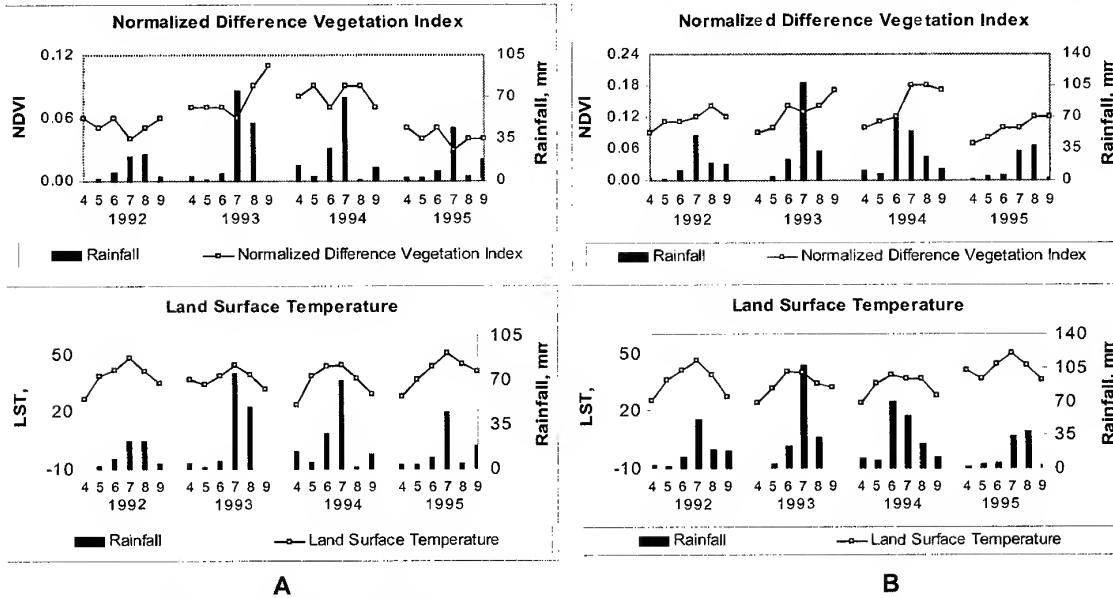 Normalized Difference Vegetation Index
0.12
0.06
0.00
NDVI
105
70
35
0
Rainfall, mm
4 5 6 7 8 9 4 5 6 7 8 9 4 5 6 7 8 9 4 5 6 7 8 9
1992 1993 1994 1995
Rainfall Normalized Difference Vegetation Index
Land Surface Temperature
50
20
-10
LST,
105
70
35
0
Rainfall, mm
4 5 6 7 8 9 4 5 6 7 8 9 4 5 6 7 8 9 4 5 6 7 8 9
1992 1993 1994 1995
Rainfall Land Surface Temperature
A
Normalized Difference Vegetation Index
0.24
0.18
0.12
0.06
0.00
NDVI
140
105
70
35
0
Rainfall, mm
4 5 6 7 8 9 4 5 6 7 8 9 4 5 6 7 8 9 4 5 6 7 8 9
1992 1993 1994 1995
Rainfall Normalized Difference Vegetation Index
Land Surface Temperature
50
20
-10
LST,
140
105
70
35
0
Rainfall, mm
4 5 6 7 8 9 4 5 6 7 8 9 4 5 6 7 8 9 4 5 6 7 8 9
1992 1993 1994 1995
Rainfall Land Surface Temperature
B